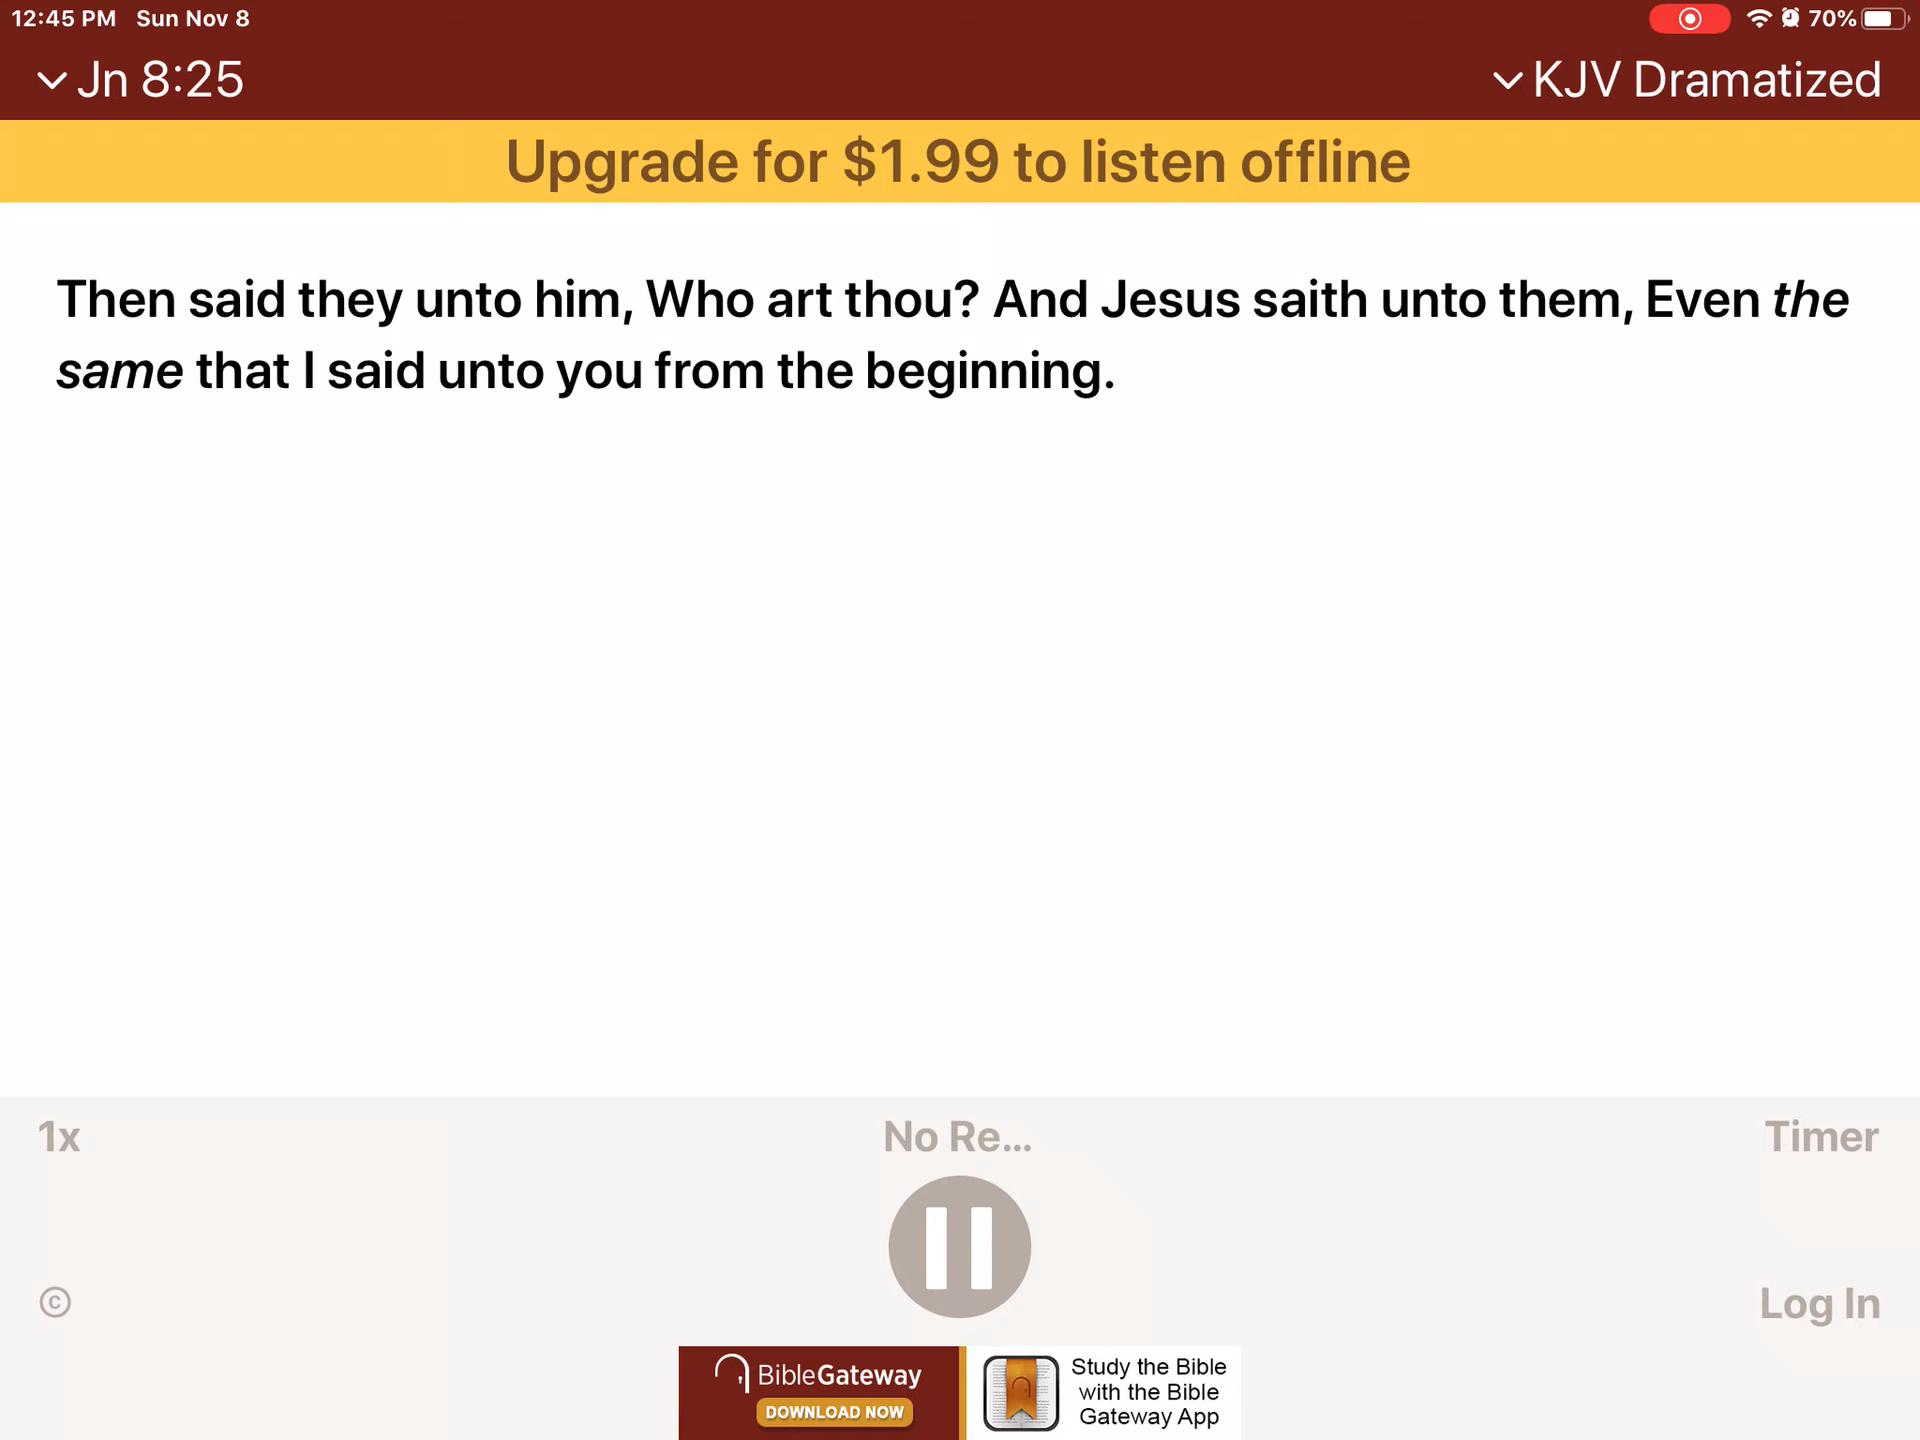 12:45 PM Sun Nov 8
70%
Jn 8:25
KJV Dramatized
Upgrade for $1.99 to listen offline
Then said they unto him, Who art thou? And Jesus saith unto them, Even the
same that I said unto you from the beginning.
1x
No Re...
Timer
©
Log In
BibleGateway
DOWNLOAD NOW
Study the Bible
with the Bible
Gateway App